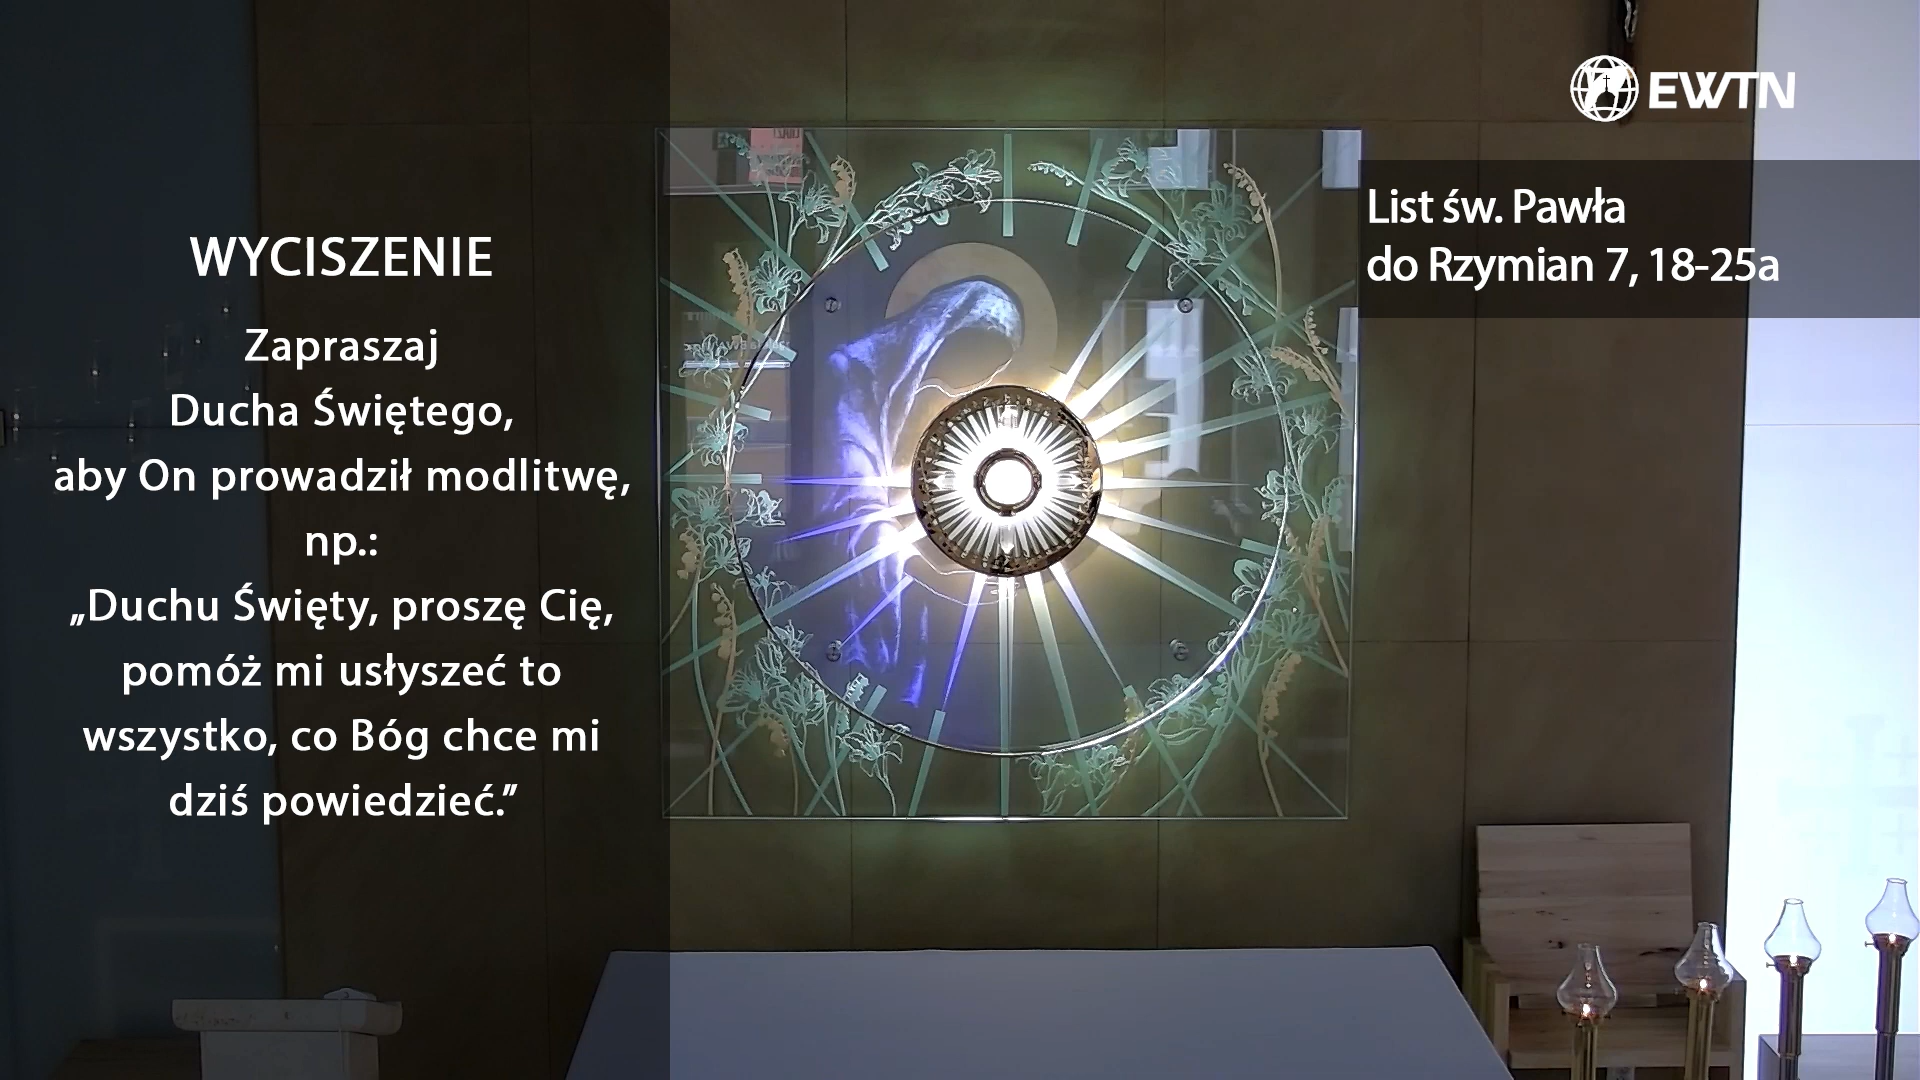 WYCISZENIE
Zapraszaj
Ducha Świętego,
aby On prowadził modlitwę,
np.:
„Duchu Święty, proszę Cię,
pomóż mi usłyszeć to
wszystko, co Bóg chce mi
dziś powiedzieć.”
EWTN
List św. Pawła
do Rzymian 7, 18-25a